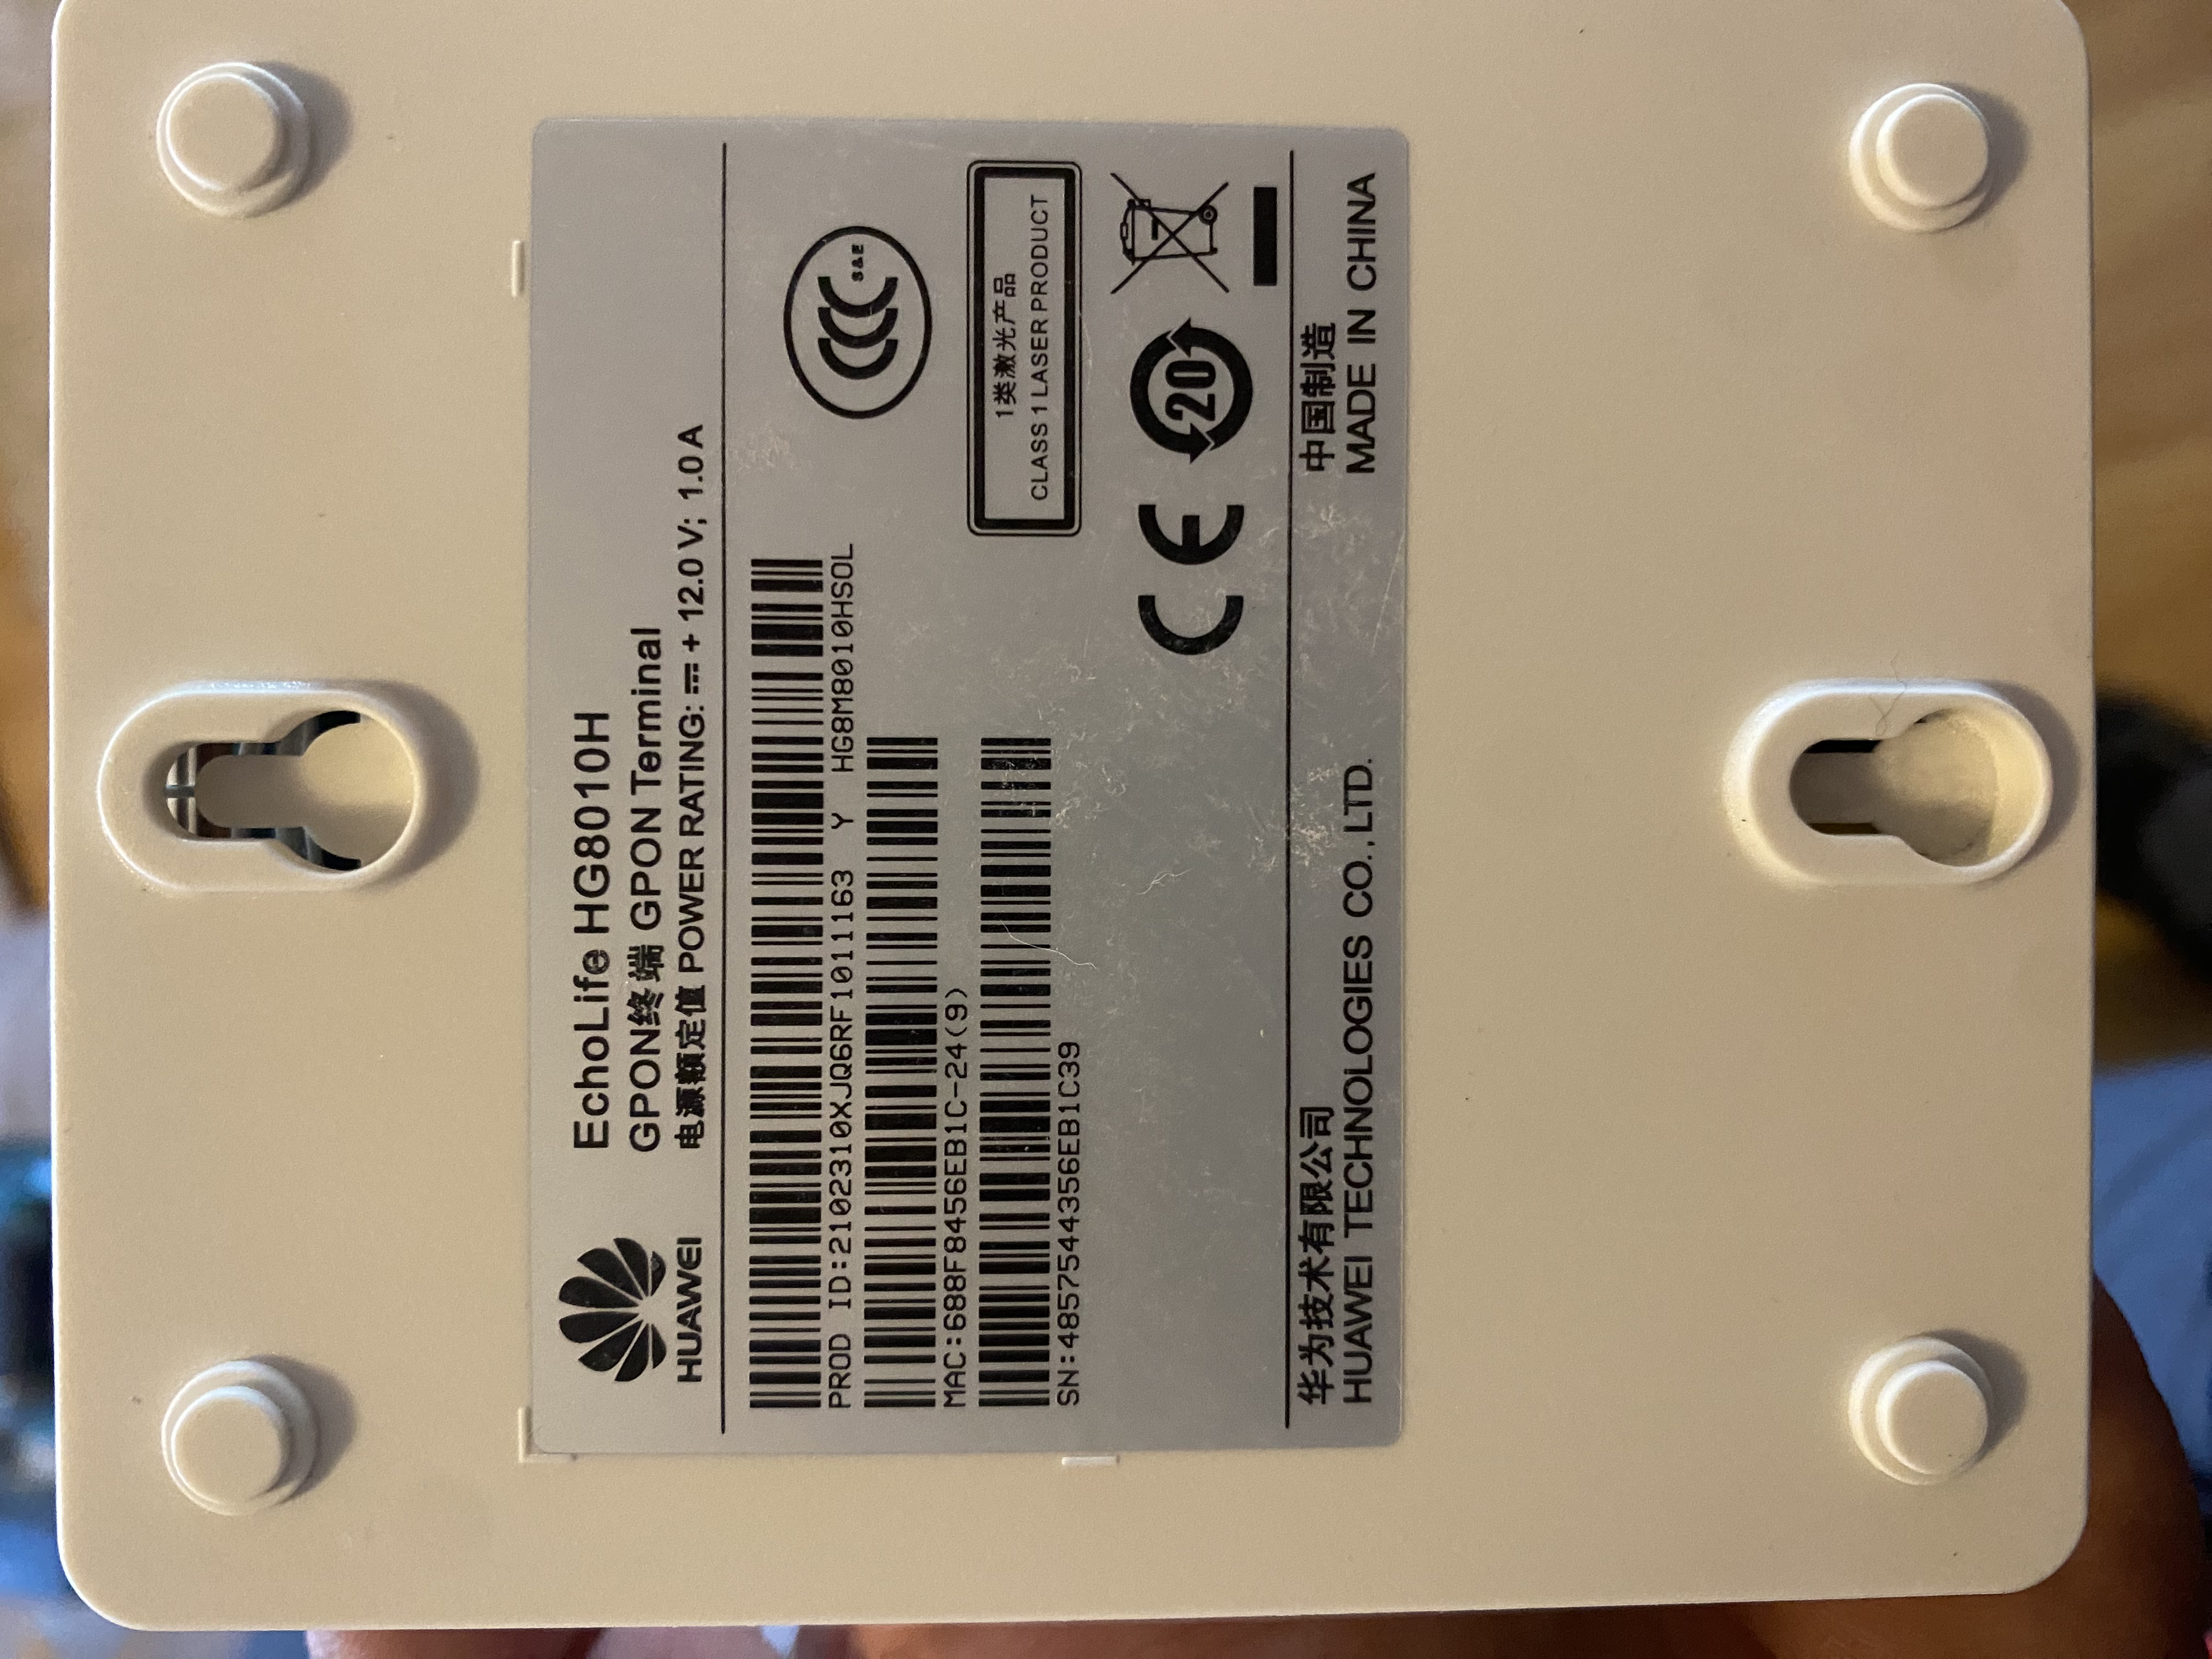 HUAWEI
EchoLife HG8010H
GPON终端 GPON Terminal
电源额定值 POWER RATING: ⎓ + 12.0 V; 1.0 A
PROD ID:2102310XJQ6RF1011163 Y HG8M8010HSOL
MAC:688F8456EB1C-24(9)
SN:485754435 6EB1C39
S&E
1类激光产品
CLASS 1 LASER PRODUCT
CE
20
华为技术有限公司
中国制造
HUAWEI TECHNOLOGIES CO.,LTD.
MADE IN CHINA